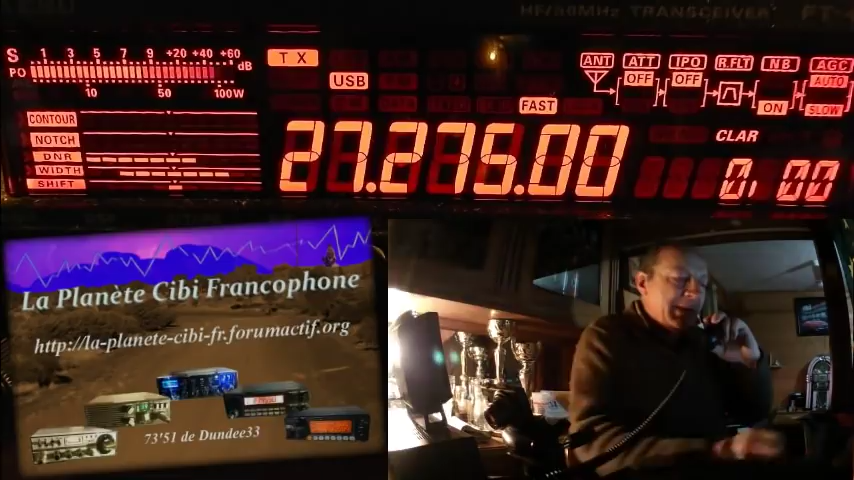 HF/50MHz TRANSCEIVER FT-
S 1 3 5 7 9 +20 +40 +60 dB
PO 10 50 100W
TX
USB
FAST
ANT ATT IPO R.FLT NB AGC
OFF OFF AUTO
ON SLOW
CONTOUR
NOTCH
DNR
WIDTH
SHIFT
27.275.00
CLAR
0.00
La Planète Cibi Francophone
http://la-planete-cibi-fr.forumactif.org
73'51 de Dundee33